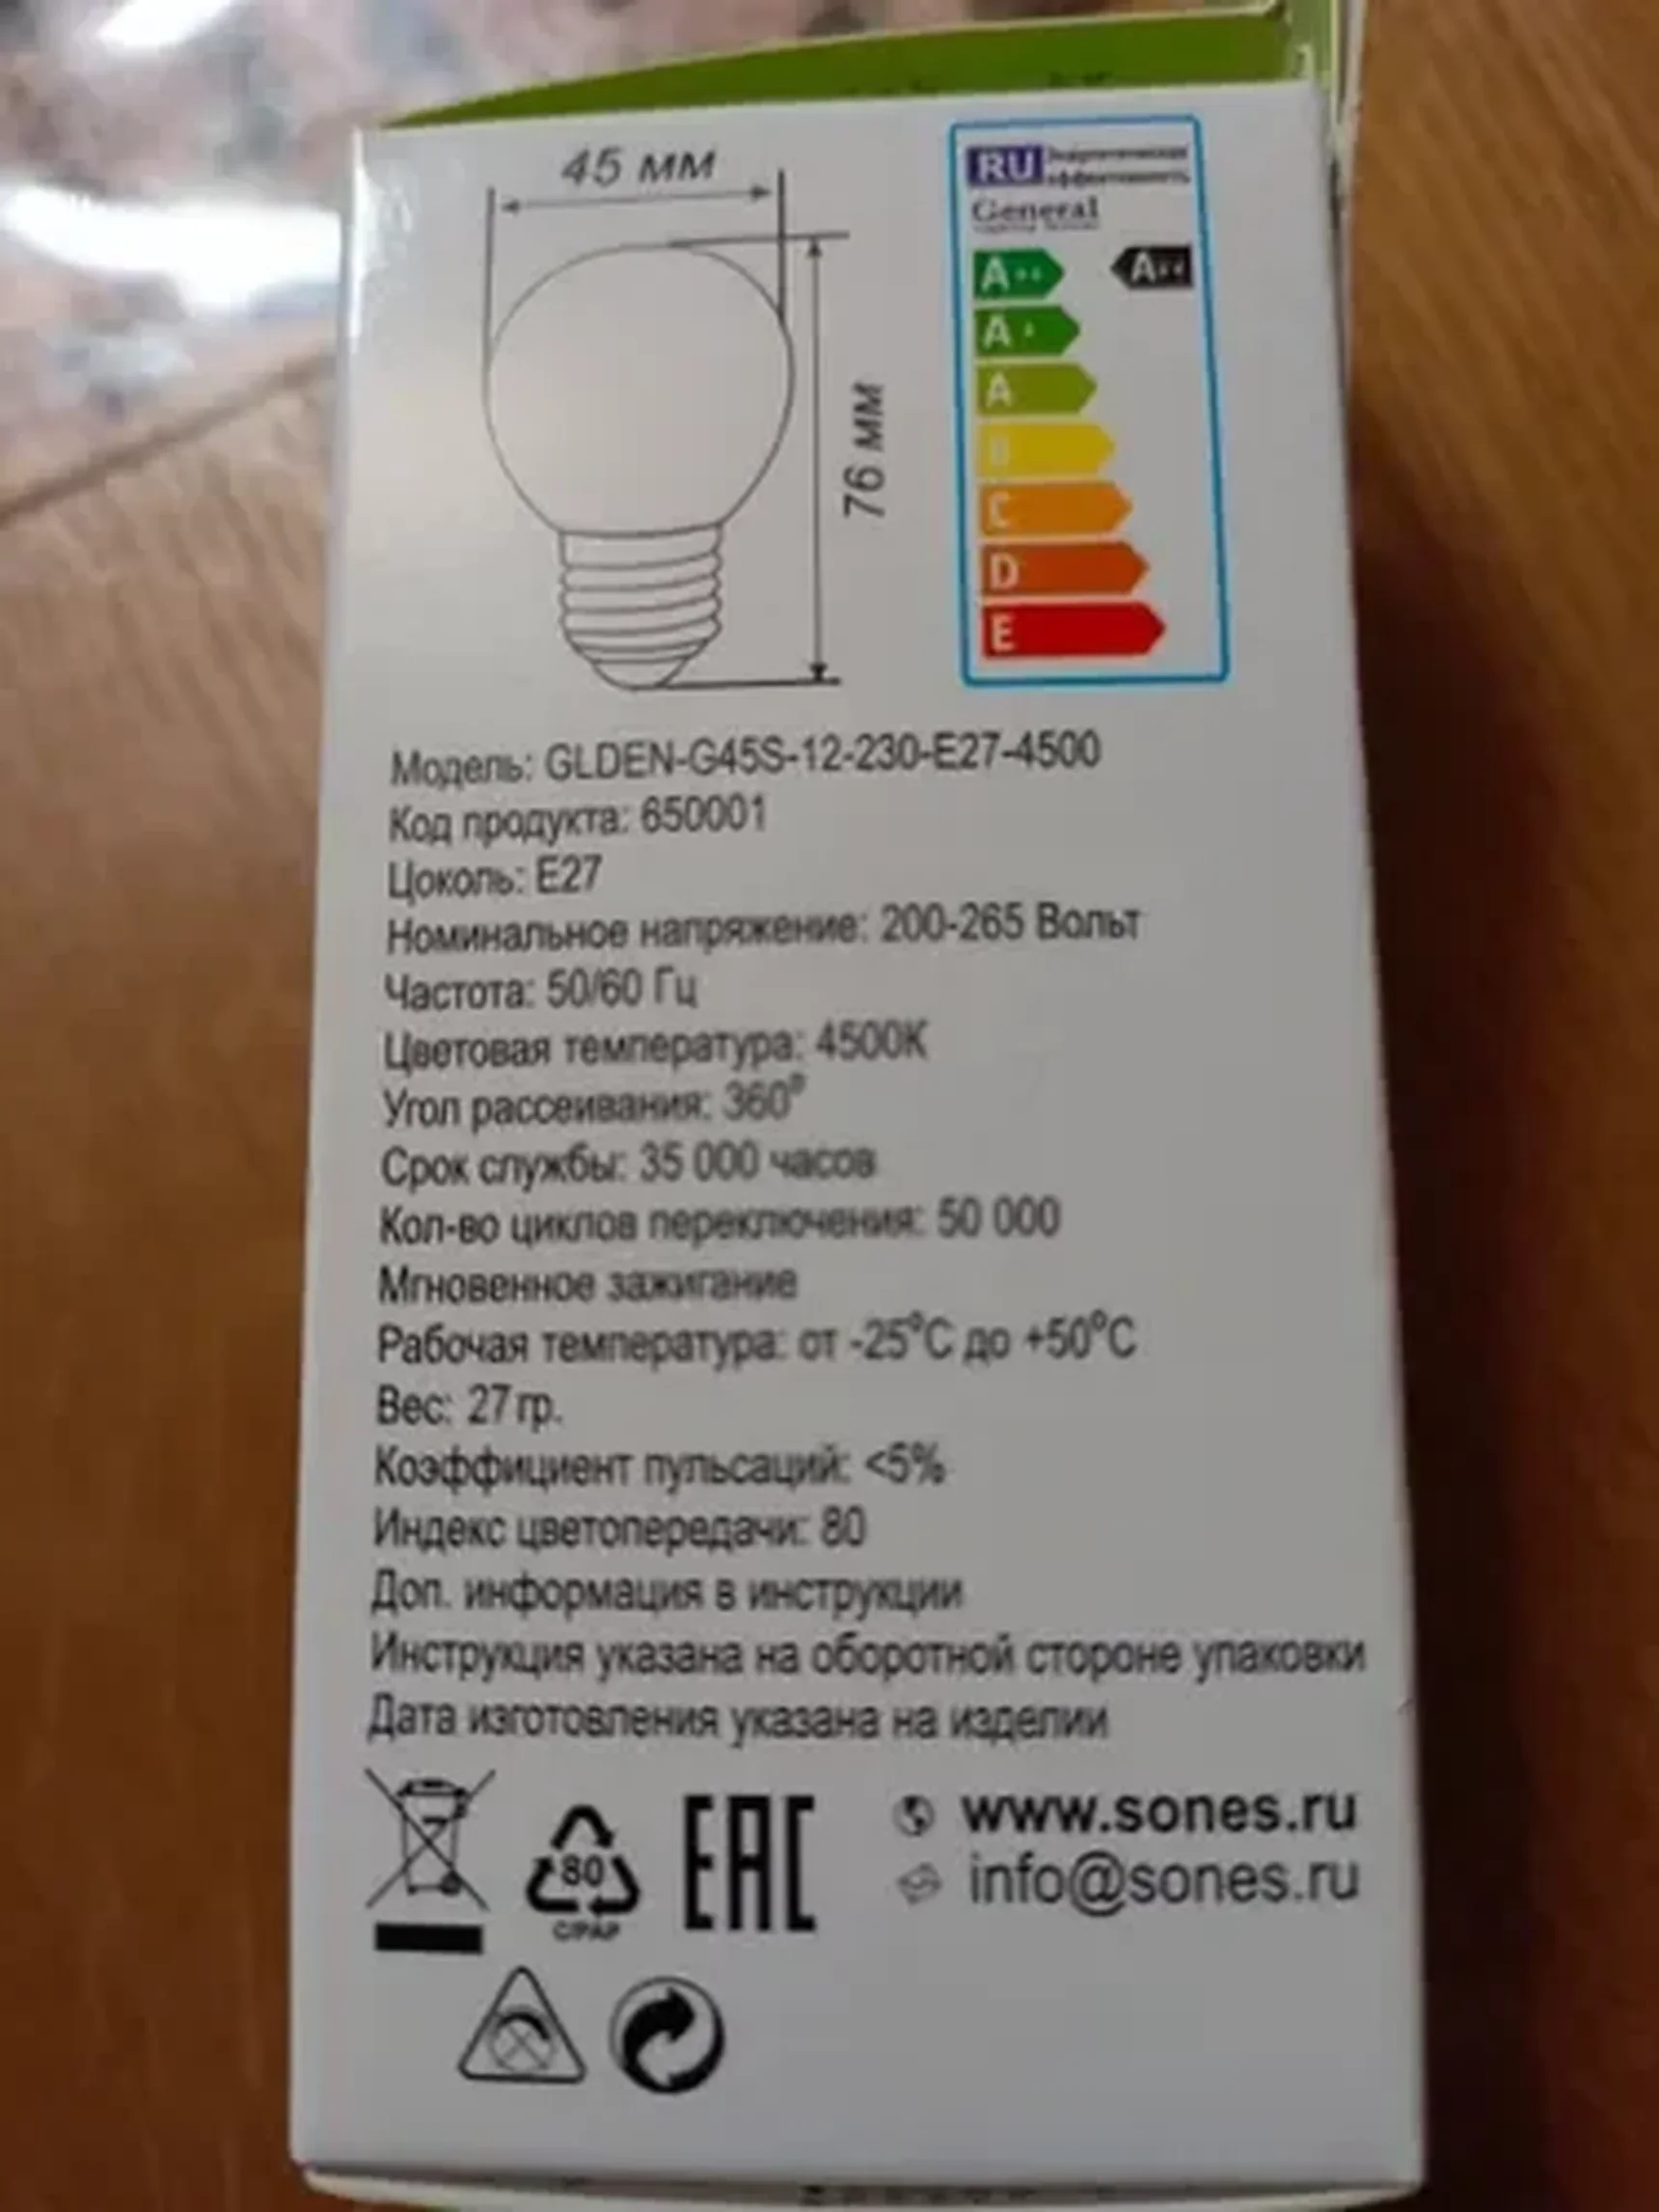 45 мм
76 мм
RU Энергетическая
эффективность
General
A++ A++
A+
A
B
C
D
E
Модель: GLDEN-G45S-12-230-E27-4500
Код продукта: 650001
Цоколь: E27
Номинальное напряжение: 200-265 Вольт
Частота: 50/60 Гц
Цветовая температура: 4500К
Угол рассеивания: 360°
Срок службы: 35 000 часов
Кол-во циклов переключения: 50 000
Мгновенное зажигание
Рабочая температура: от -25°С до +50°С
Вес: 27 гр.
Коэффициент пульсаций: <5%
Индекс цветопередачи: 80
Доп. информация в инструкции
Инструкция указана на оборотной стороне упаковки
Дата изготовления указана на изделии
80
C/PAP
EAC
www.sones.ru
info@sones.ru